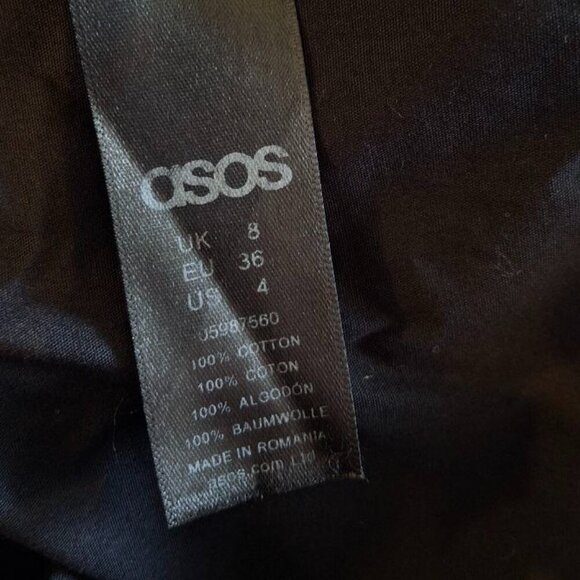 asos
UK 8
EU 36
US 4
05987560
100% COTTON
100% COTON
100% ALGODÓN
100% BAUMWOLLE
MADE IN ROMANIA
asos.com Ltd